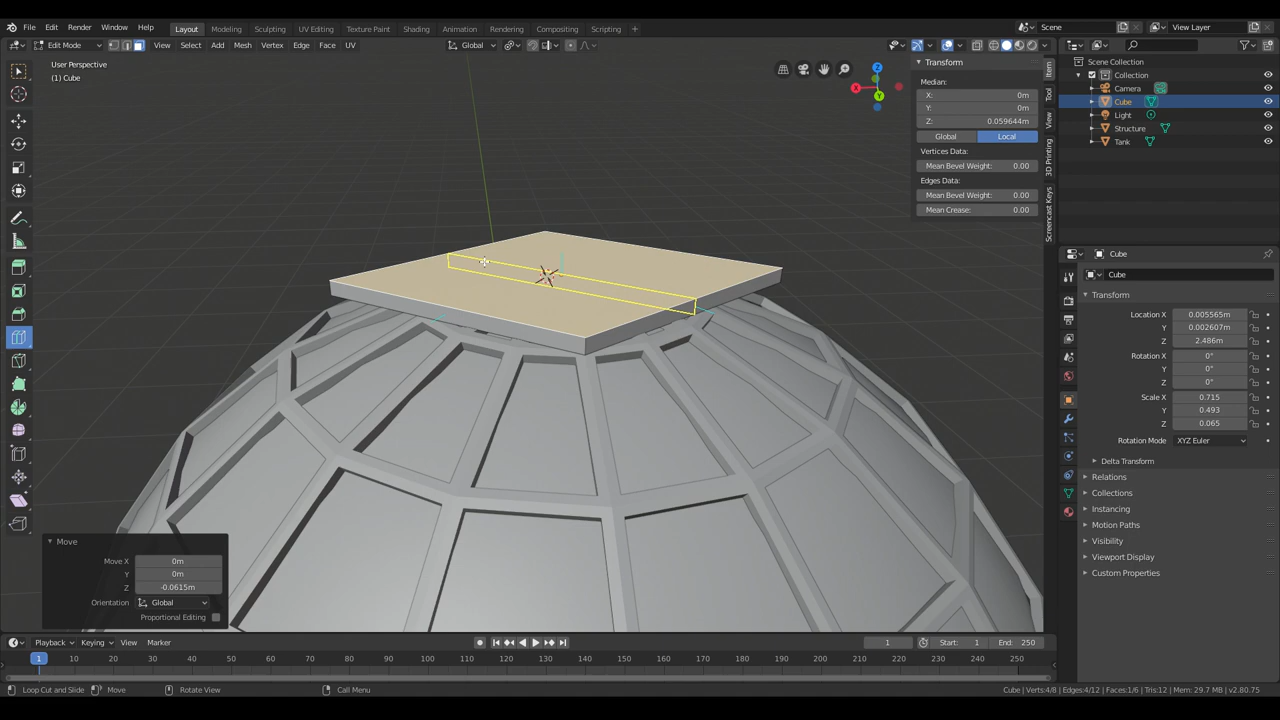 File Edit Render Window Help
Layout Modeling Sculpting UV Editing Texture Paint Shading Animation Rendering Compositing Scripting +
Scene
View Layer
Edit Mode View Select Add Mesh Vertex Edge Face UV
Global
User Perspective
(1) Cube
Z
X
Y
Transform
Median:
X: 0m
Y: 0m
Z: 0.059644m
Global Local
Vertices Data:
Mean Bevel Weight: 0.00
Edges Data:
Mean Bevel Weight: 0.00
Mean Crease: 0.00
Item
Tool
View
3D Printing
Screencast Keys
Scene Collection
Collection
Camera
Cube
Light
Structure
Tank
Cube
Cube
Transform
Location X 0.005565m
Y 0.002607m
Z 2.486m
Rotation X 0°
Y 0°
Z 0°
Scale X 0.715
Y 0.493
Z 0.065
Rotation Mode XYZ Euler
Delta Transform
Relations
Collections
Instancing
Motion Paths
Visibility
Viewport Display
Custom Properties
Move
Move X 0m
Y 0m
Z -0.0615m
Orientation Global
Proportional Editing
Playback Keying View Marker
1 Start: 1 End: 250
1 10 20 30 40 50 60 70 80 90 100 110 120 130 140 150 160 170 180 190 200 210 220 230 240 250
Loop Cut and Slide Move Rotate View Call Menu
Cube | Verts:4/8 | Edges:4/12 | Faces:1/6 | Tris:12 | Mem: 29.7 MB | v2.80.75